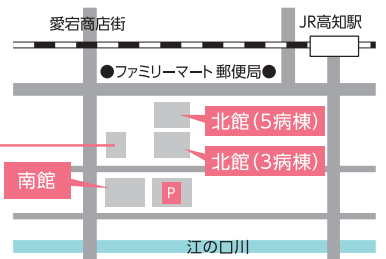 愛宕商店街
JR高知駅
●ファミリーマート 郵便局●
北館(5病棟)
北館(3病棟)
南館
P
江の口川